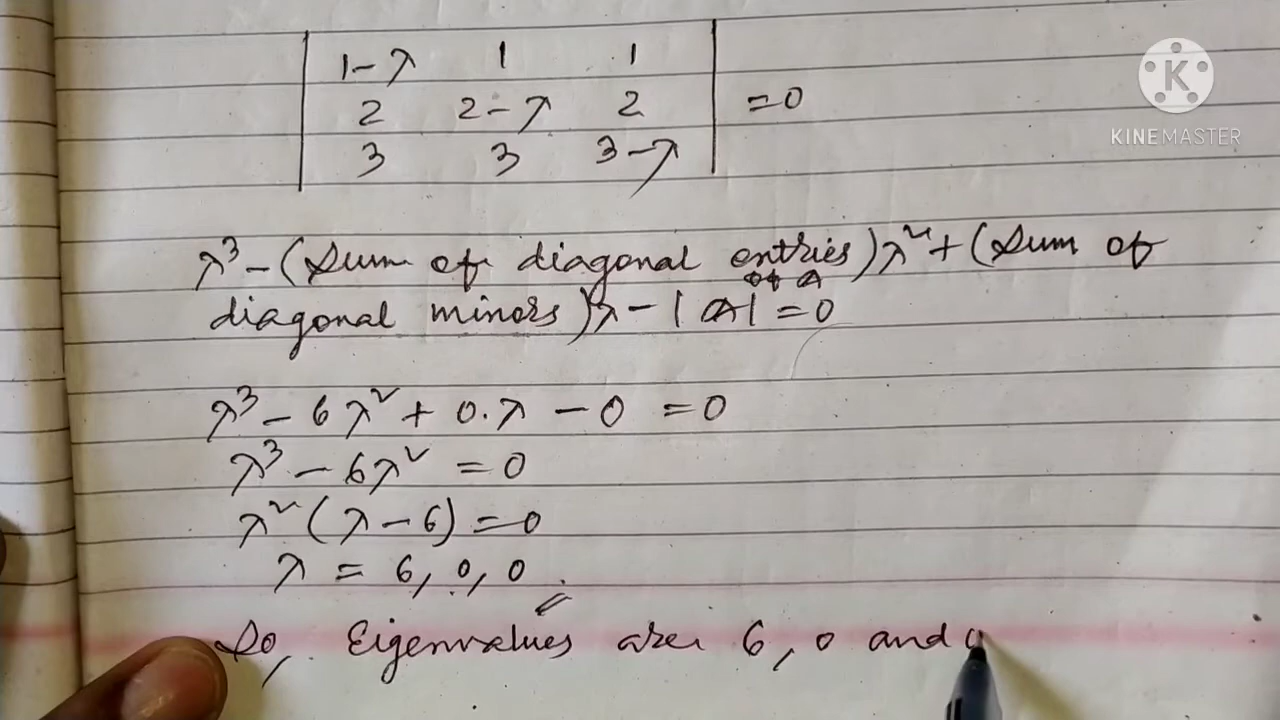 1-λ 1 1
2 2-λ 2 =0
3 3 3-λ
K
KINEMASTER
λ³-(Sum of diagonal entries)λ²+(Sum of
of A
diagonal minors)λ-|A|=0
λ³-6λ²+0.λ-0=0
λ³-6λ²=0
λ²(λ-6)=0
λ=6,0,0.
So, Eigenvalues are 6,0 and